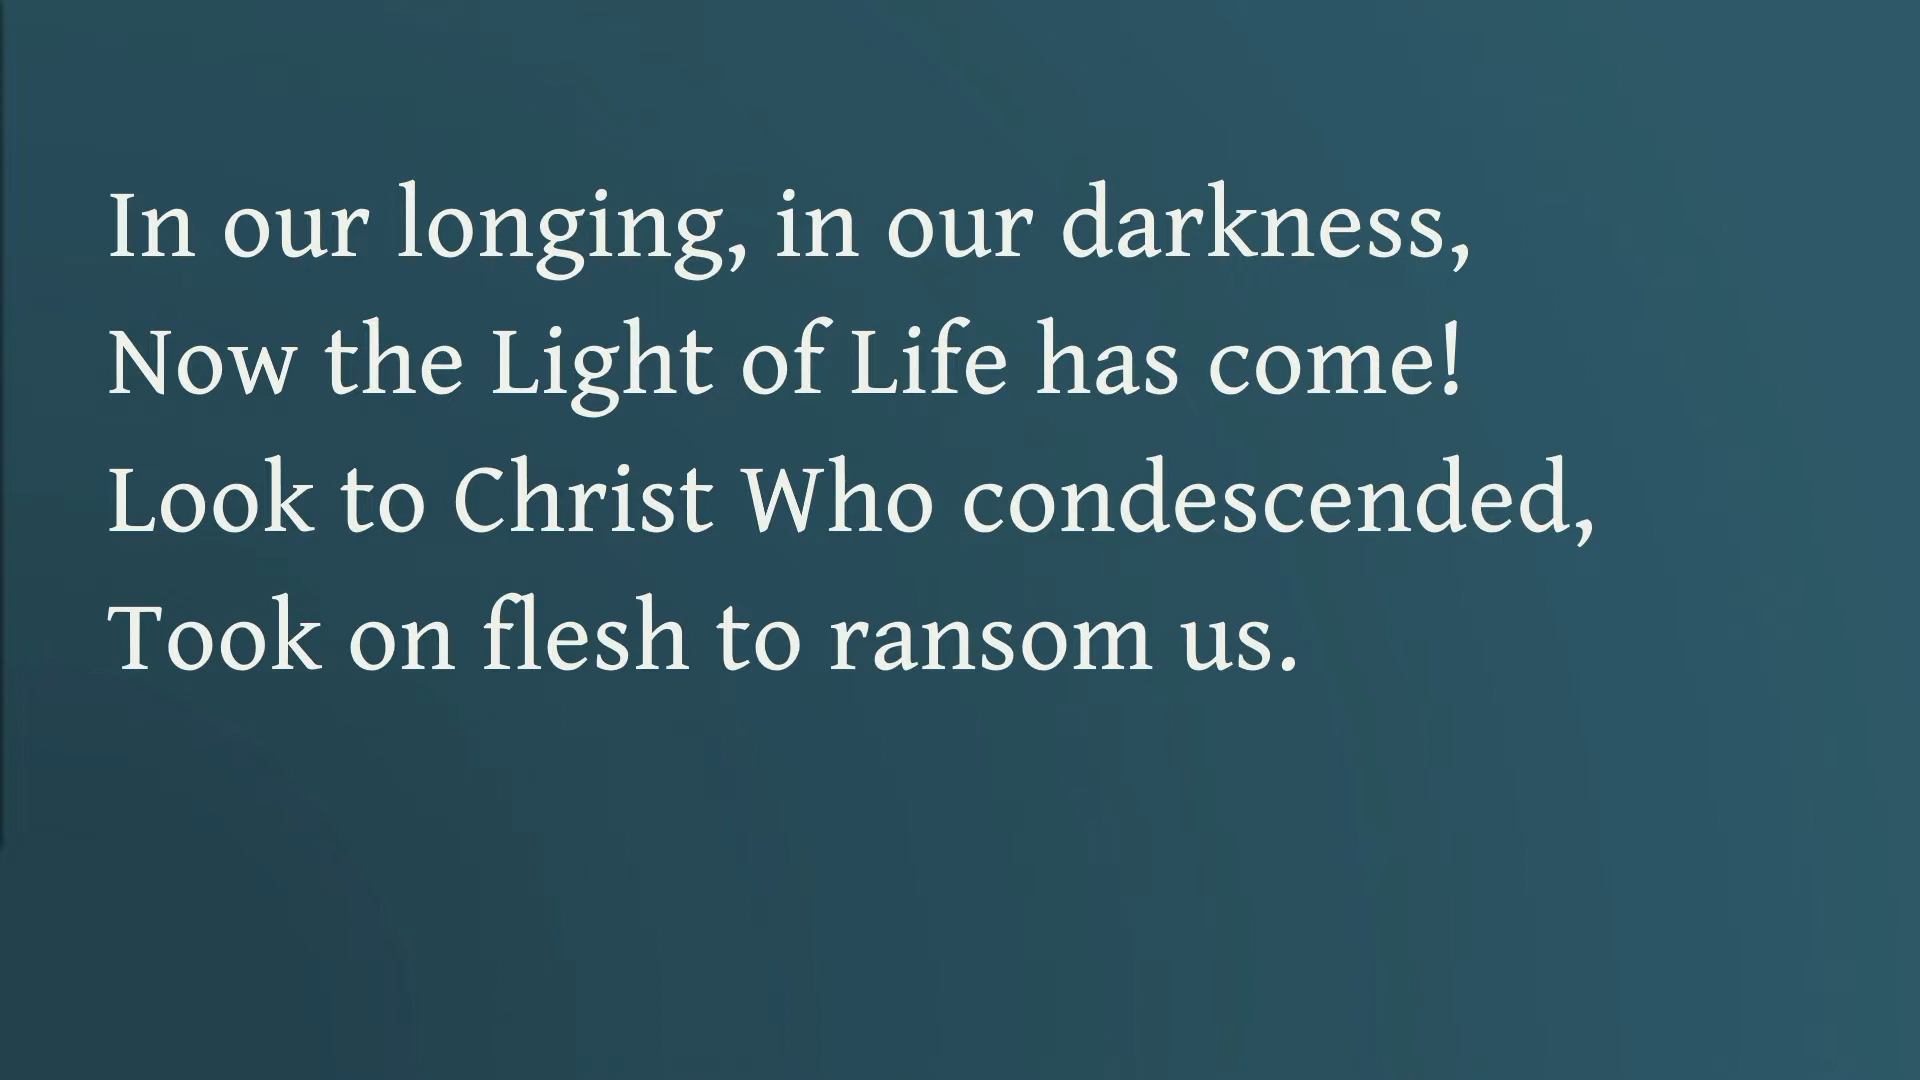 In our longing, in our darkness,
Now the Light of Life has come!
Look to Christ Who condescended,
Took on flesh to ransom us.